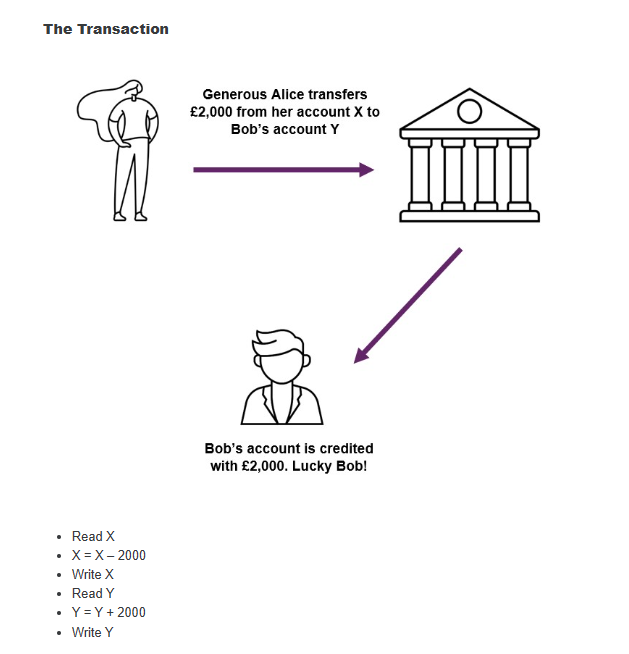 The Transaction
Generous Alice transfers
£2,000 from her account X to
Bob’s account Y
Bob’s account is credited
with £2,000. Lucky Bob!
• Read X
• X = X – 2000
• Write X
• Read Y
• Y = Y + 2000
• Write Y